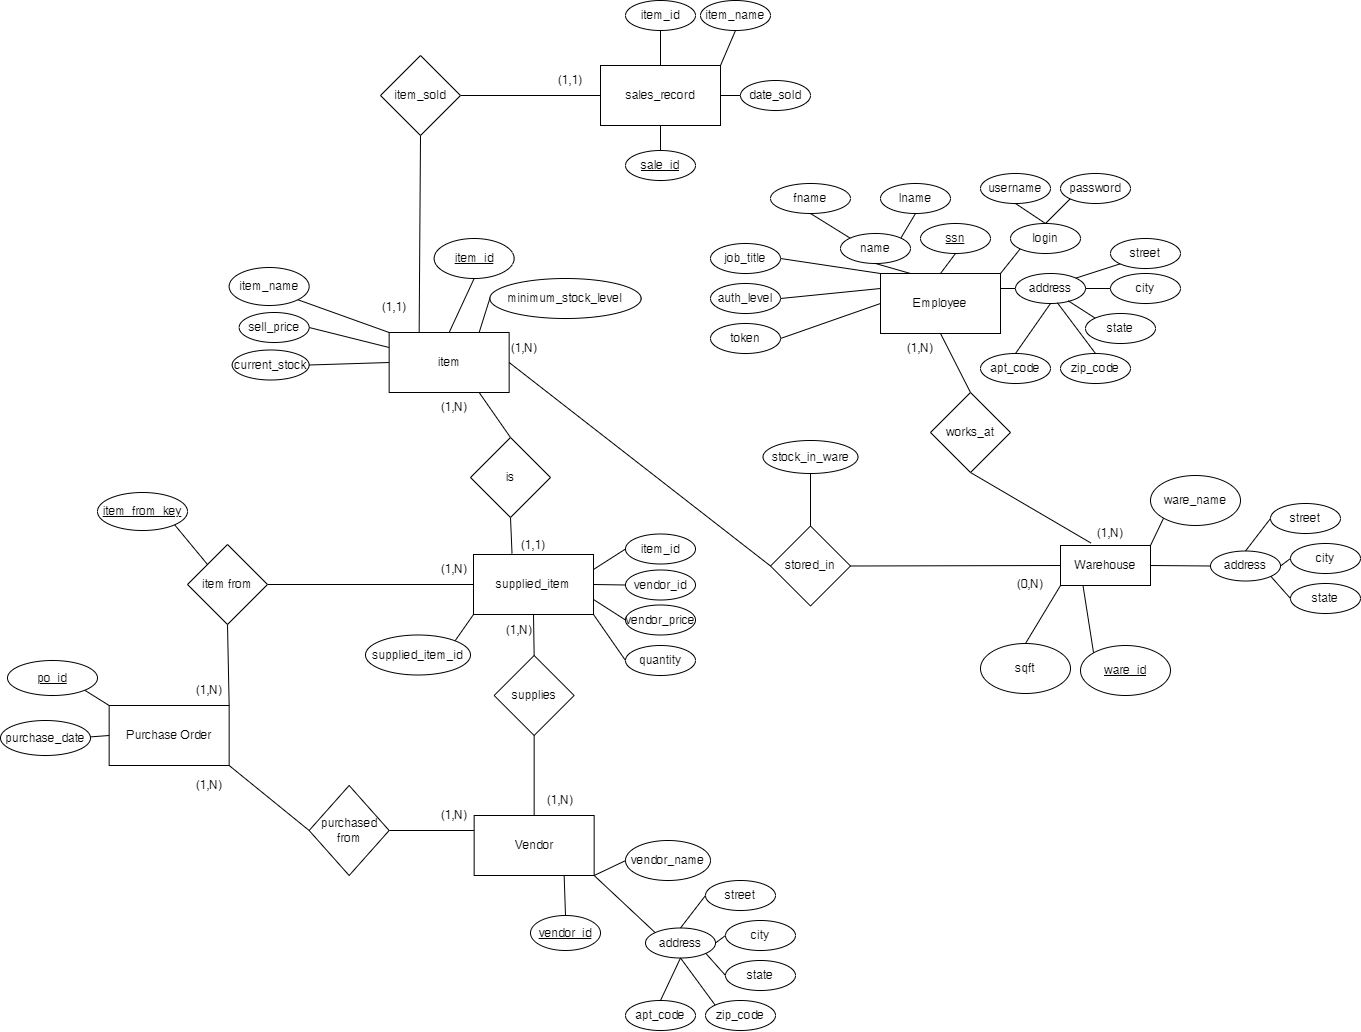 item_id
item_name
item_sold
(1,1)
sales_record
date_sold
sale_id
username
password
fname
lname
name
ssn
login
job_title
street
item_id
item_name
minimum_stock_level
auth_level
Employee
address
city
(1,1)
sell_price
token
state
(1,N)
(1,N)
item
current_stock
apt_code
zip_code
(1,N)
works_at
stock_in_ware
is
ware_name
item_from_key
street
(1,1)
(1,N)
item_id
city
(1,N)
stored_in
Warehouse
address
item from
supplied_item
vendor_id
(0,N)
state
vendor_price
(1,N)
supplied_item_id
quantity
sqft
ware_id
po_id
(1,N)
supplies
purchase_date
Purchase Order
(1,N)
(1,N)
(1,N)
purchased
from
Vendor
vendor_name
street
vendor_id
address
city
state
apt_code
zip_code